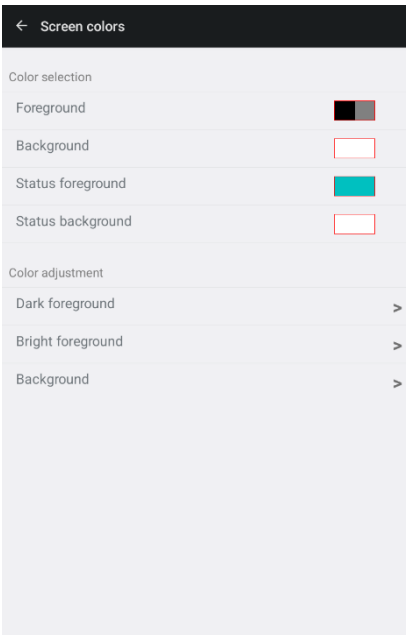 Screen colors
Color selection
Foreground
Background
Status foreground
Status background
Color adjustment
Dark foreground
>
Bright foreground
>
Background
>